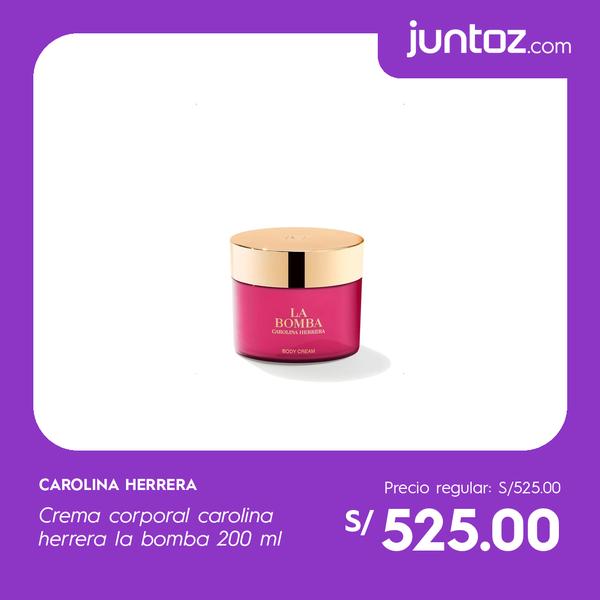 juntoz.com
LA
BOMBA
CAROLINA HERRERA
BODY CREAM
CAROLINA HERRERA
Crema corporal carolina
herrera la bomba 200 ml
Precio regular: S/525.00
S/ 525.00